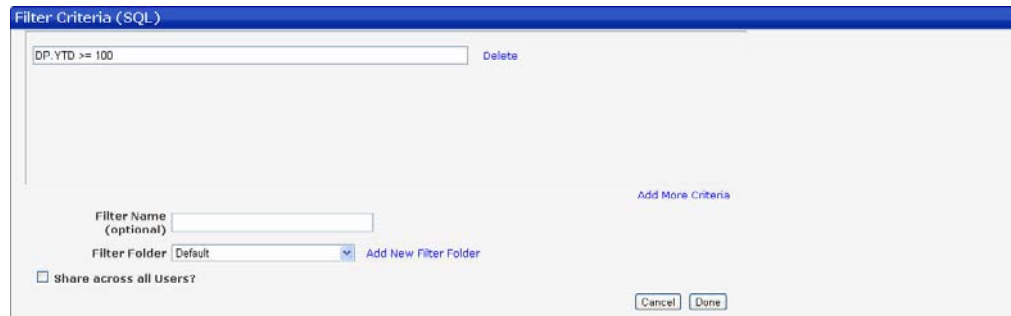 Filter Criteria (SQL)
DP.YTD >= 100 Delete
Add More Criteria
Filter Name
(optional)
Filter Folder Default Add New Filter Folder
Share across all Users?
Cancel Done